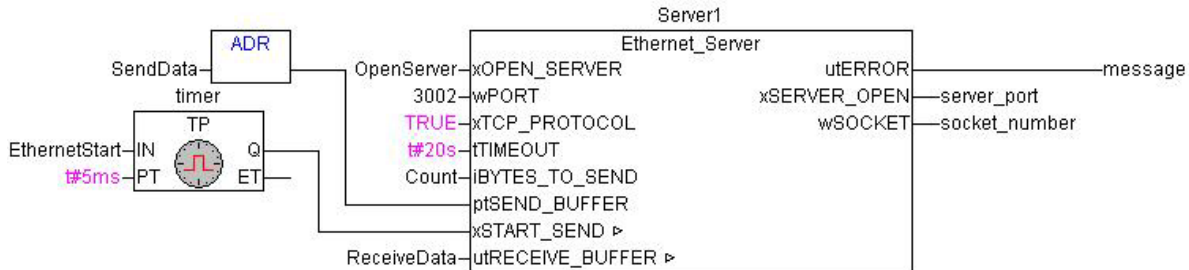 Server1
ADR
Ethernet_Server
SendData
OpenServer xOPEN_SERVER utERROR message
timer
3002 wPORT xSERVER_OPEN server_port
TP
TRUE xTCP_PROTOCOL wSOCKET socket_number
EthernetStart IN Q
t#20s tTIMEOUT
t#5ms PT ET
Count iBYTES_TO_SEND
ptSEND_BUFFER
xSTART_SEND ▹
ReceiveData utRECEIVE_BUFFER ▹